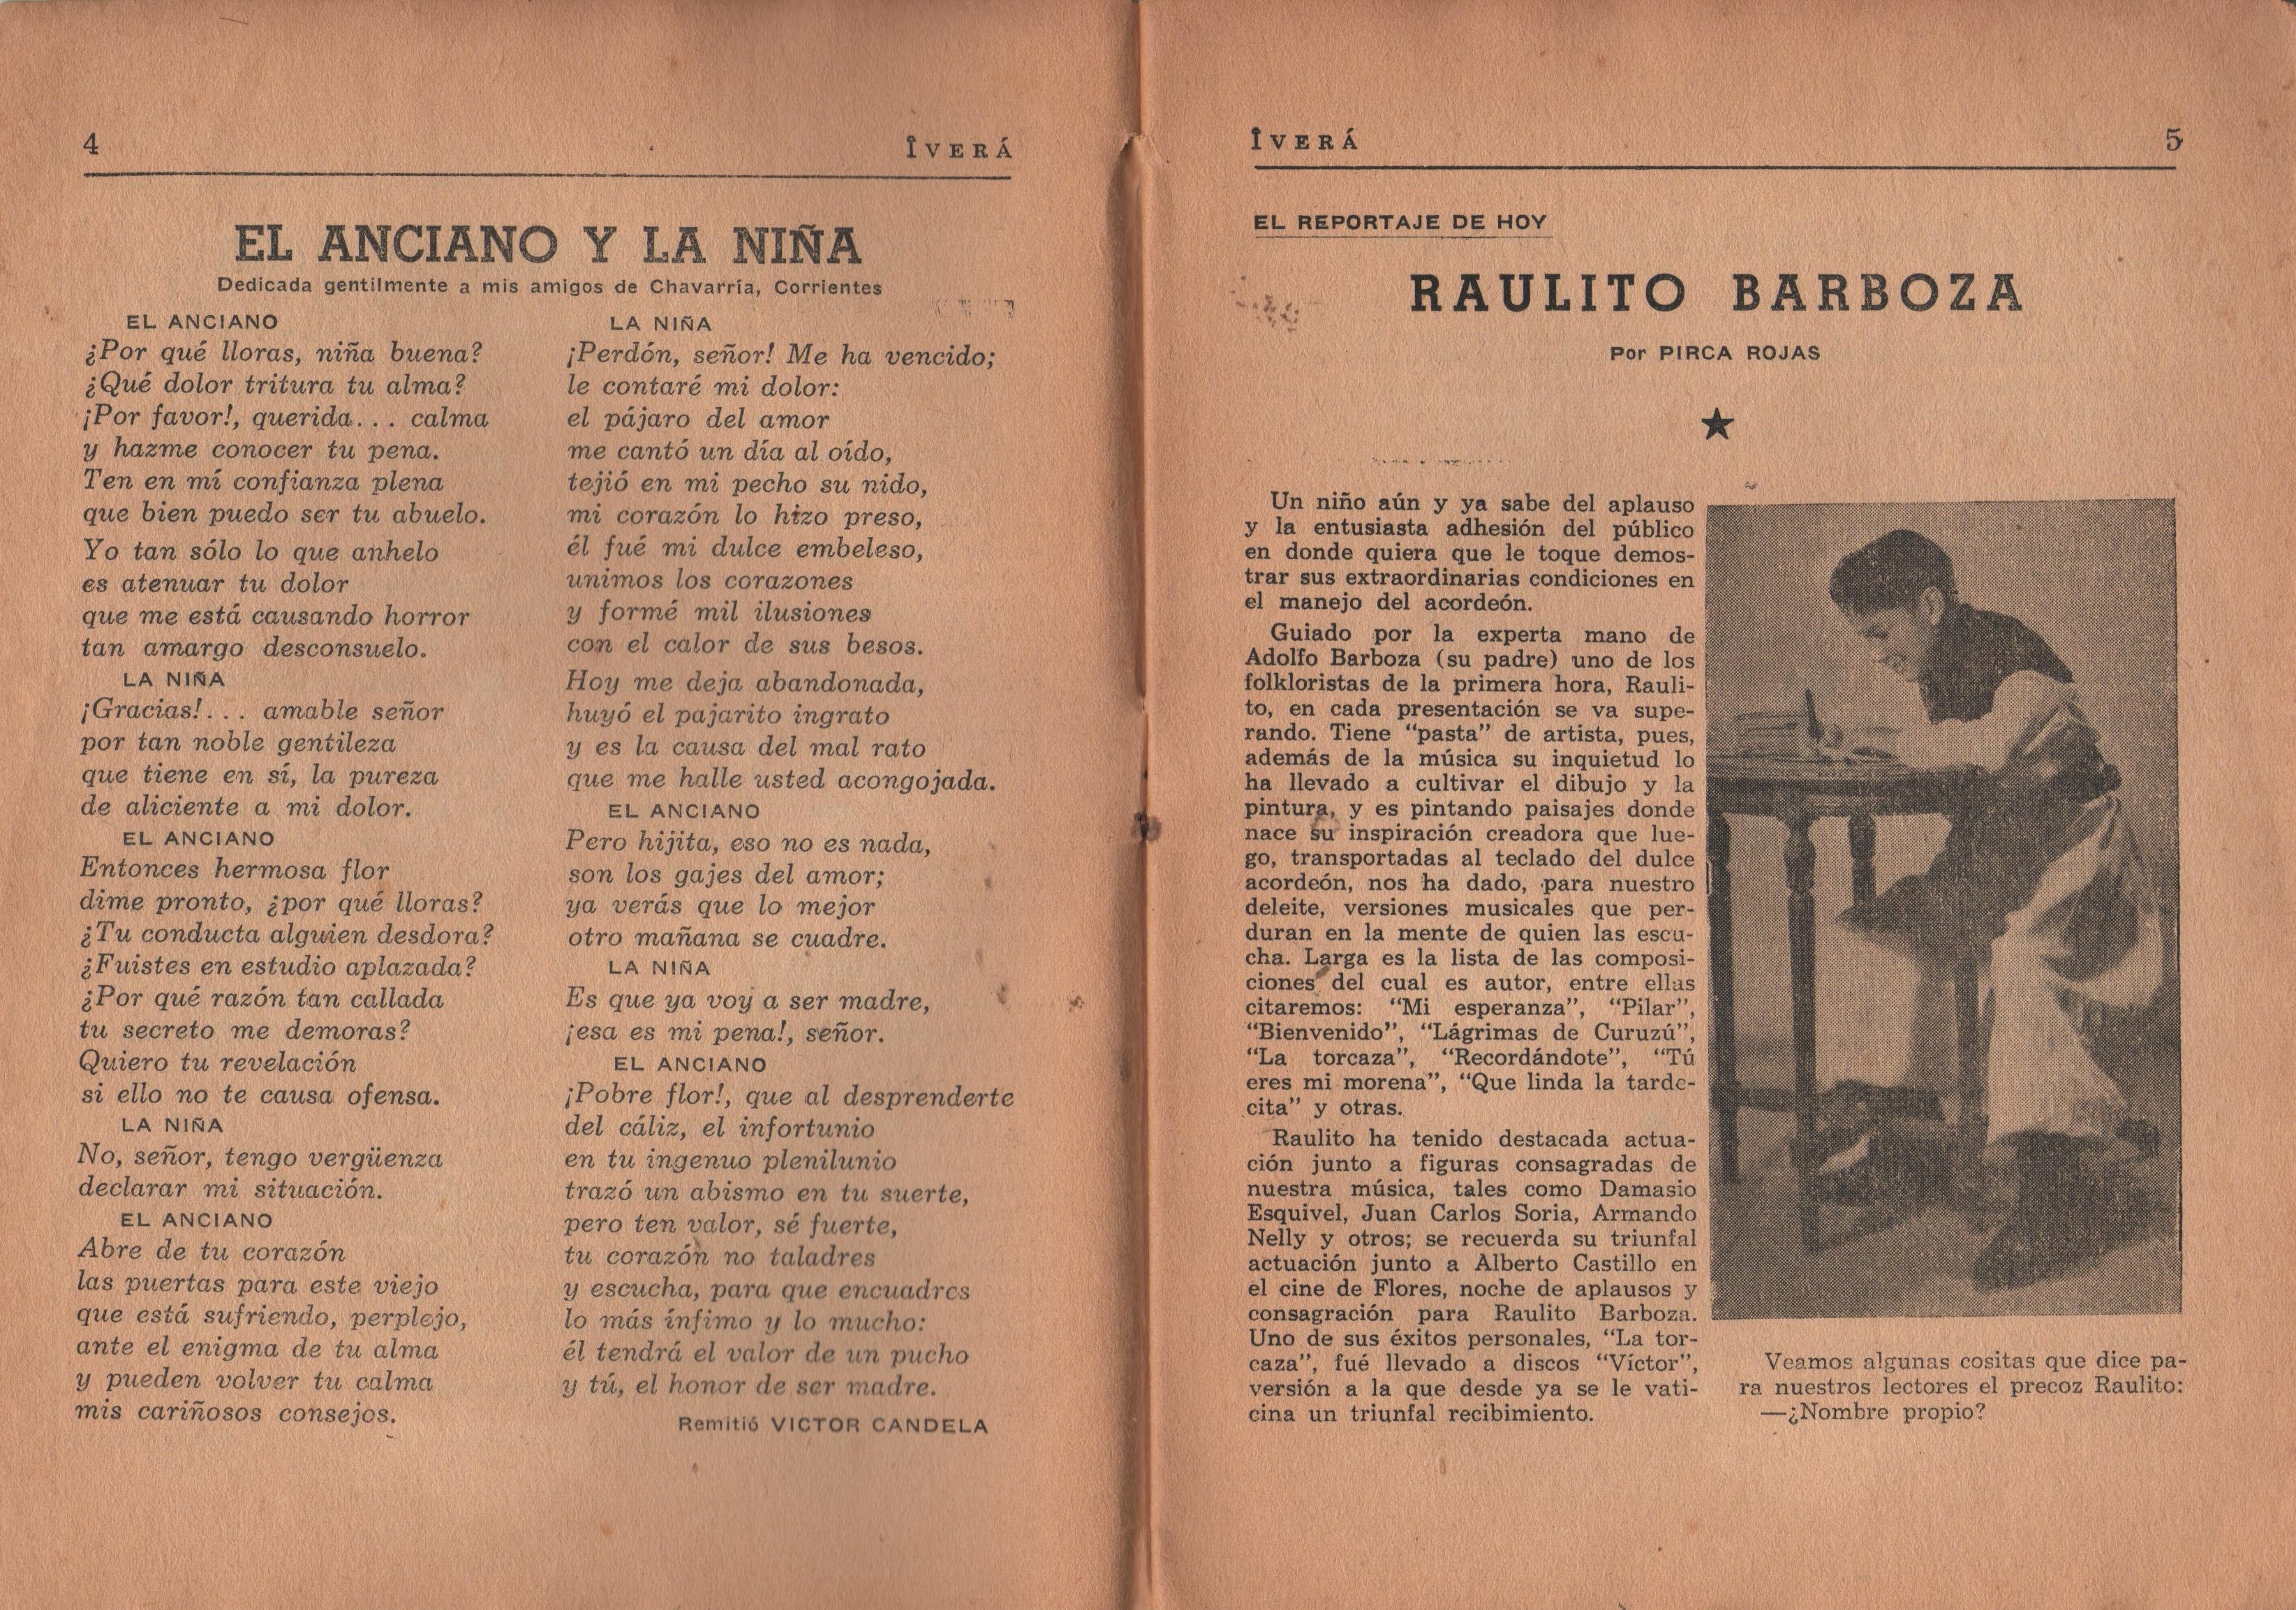 4
ÎVERÁ
EL ANCIANO Y LA NIÑA
Dedicada gentilmente a mis amigos de Chavarría, Corrientes
EL ANCIANO
¿Por qué lloras, niña buena?
¿Qué dolor tritura tu alma?
¡Por favor!, querida... calma
y hazme conocer tu pena.
Ten en mí confianza plena
que bien puedo ser tu abuelo.
Yo tan sólo lo que anhelo
es atenuar tu dolor
que me está causando horror
tan amargo desconsuelo.
LA NIÑA
¡Gracias!... amable señor
por tan noble gentileza
que tiene en sí, la pureza
de aliciente a mi dolor.
EL ANCIANO
Entonces hermosa flor
dime pronto, ¿por qué lloras?
¿Tu conducta alguien desdora?
¿Fuistes en estudio aplazada?
¿Por qué razón tan callada
tu secreto me demoras?
Quiero tu revelación
si ello no te causa ofensa.
LA NIÑA
No, señor, tengo vergüenza
declarar mi situación.
EL ANCIANO
Abre de tu corazón
las puertas para este viejo
que está sufriendo, perplejo,
ante el enigma de tu alma
y pueden volver tu calma
mis cariñosos consejos.
LA NIÑA
¡Perdón, señor! Me ha vencido;
le contaré mi dolor:
el pájaro del amor
me cantó un día al oído,
tejió en mi pecho su nido,
mi corazón lo hizo preso,
él fué mi dulce embeleso,
unimos los corazones
y formé mil ilusiones
con el calor de sus besos.
Hoy me deja abandonada,
huyó el pajarito ingrato
y es la causa del mal rato
que me halle usted acongojada.
EL ANCIANO
Pero hijita, eso no es nada,
son los gajes del amor;
ya verás que lo mejor
otro mañana se cuadre.
LA NIÑA
Es que ya voy a ser madre,
¡esa es mi pena!, señor.
EL ANCIANO
¡Pobre flor!, que al desprenderte
del cáliz, el infortunio
en tu ingenuo plenilunio
trazó un abismo en tu suerte,
pero ten valor, sé fuerte,
tu corazón no taladres
y escucha, para que encuadres
lo más ínfimo y lo mucho:
él tendrá el valor de un pucho
y tú, el honor de ser madre.
Remitió VICTOR CANDELA
ÎVERÁ
5
EL REPORTAJE DE HOY
RAULITO BARBOZA
Por PIRCA ROJAS
Un niño aún y ya sabe del aplauso
y la entusiasta adhesión del público
en donde quiera que le toque demos-
trar sus extraordinarias condiciones en
el manejo del acordeón.
Guiado por la experta mano de
Adolfo Barboza (su padre) uno de los
folkloristas de la primera hora, Rauli-
to, en cada presentación se va supe-
rando. Tiene "pasta" de artista, pues,
además de la música su inquietud lo
ha llevado a cultivar el dibujo y la
pintura, y es pintando paisajes donde
nace su inspiración creadora que lue-
go, transportadas al teclado del dulce
acordeón, nos ha dado, para nuestro
deleite, versiones musicales que per-
duran en la mente de quien las escu-
cha. Larga es la lista de las composi-
ciones del cual es autor, entre ellas
citaremos: "Mi esperanza", "Pilar",
"Bienvenido", "Lágrimas de Curuzú",
"La torcaza", "Recordándote", "Tú
eres mi morena", "Que linda la tarde-
cita" y otras.
Raulito ha tenido destacada actua-
ción junto a figuras consagradas de
nuestra música, tales como Damasio
Esquivel, Juan Carlos Soria, Armando
Nelly y otros; se recuerda su triunfal
actuación junto a Alberto Castillo en
el cine de Flores, noche de aplausos y
consagración para Raulito Barboza.
Uno de sus éxitos personales, "La tor-
caza", fué llevado a discos "Víctor",
versión a la que desde ya se le vati-
cina un triunfal recibimiento.
Veamos algunas cositas que dice pa-
ra nuestros lectores el precoz Raulito:
—¿Nombre propio?